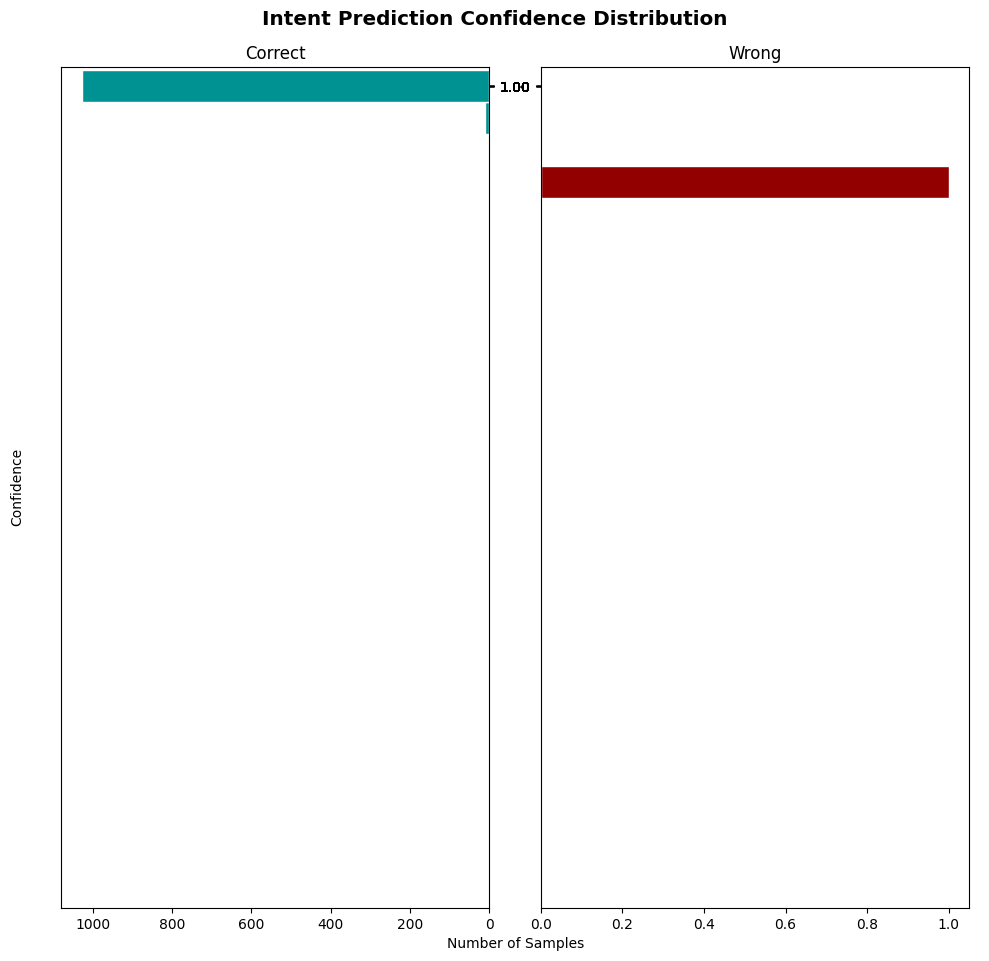 Intent Prediction Confidence Distribution
Correct
Wrong
1.00
Confidence
1000 800 600 400 200 0
0.0 0.2 0.4 0.6 0.8 1.0
Number of Samples